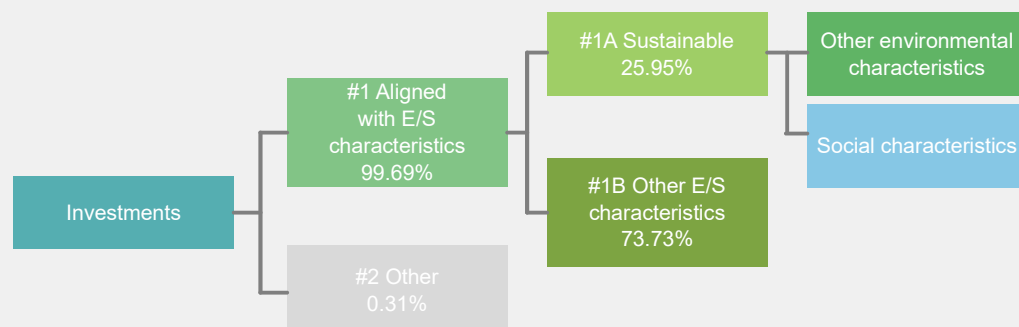 Investments
#1 Aligned
with E/S
characteristics
99.69%
#2 Other
0.31%
#1A Sustainable
25.95%
#1B Other E/S
characteristics
73.73%
Other environmental
characteristics
Social characteristics